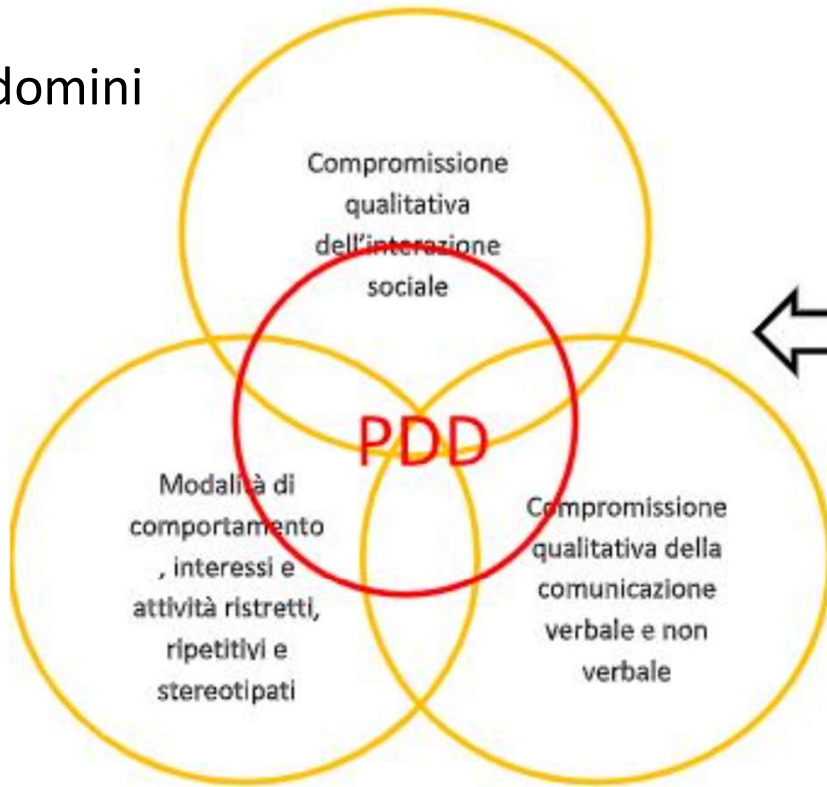 domini
Compromissione
qualitativa
dell'interazione
sociale
PDD
Modalità di
comportamento
, interessi e
attività ristretti,
ripetitivi e
stereotipati
Compromissione
qualitativa della
comunicazione
verbale e non
verbale